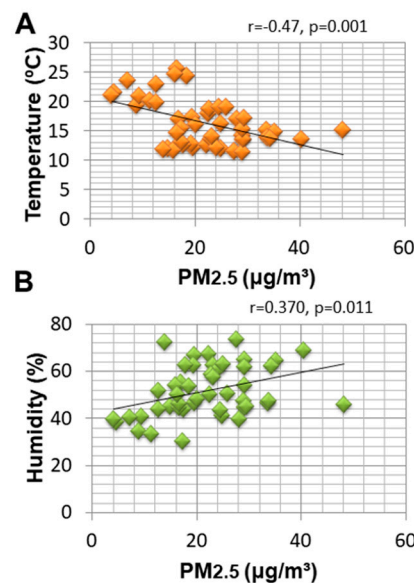 A
r=-0.47, p=0.001
30
25
20
15
10
5
0
Temperature (ºC)
0 20 40 60
PM2.5 (µg/m³)
B
r=0.370, p=0.011
80
60
40
20
0
Humidity (%)
0 20 40 60
PM2.5 (µg/m³)